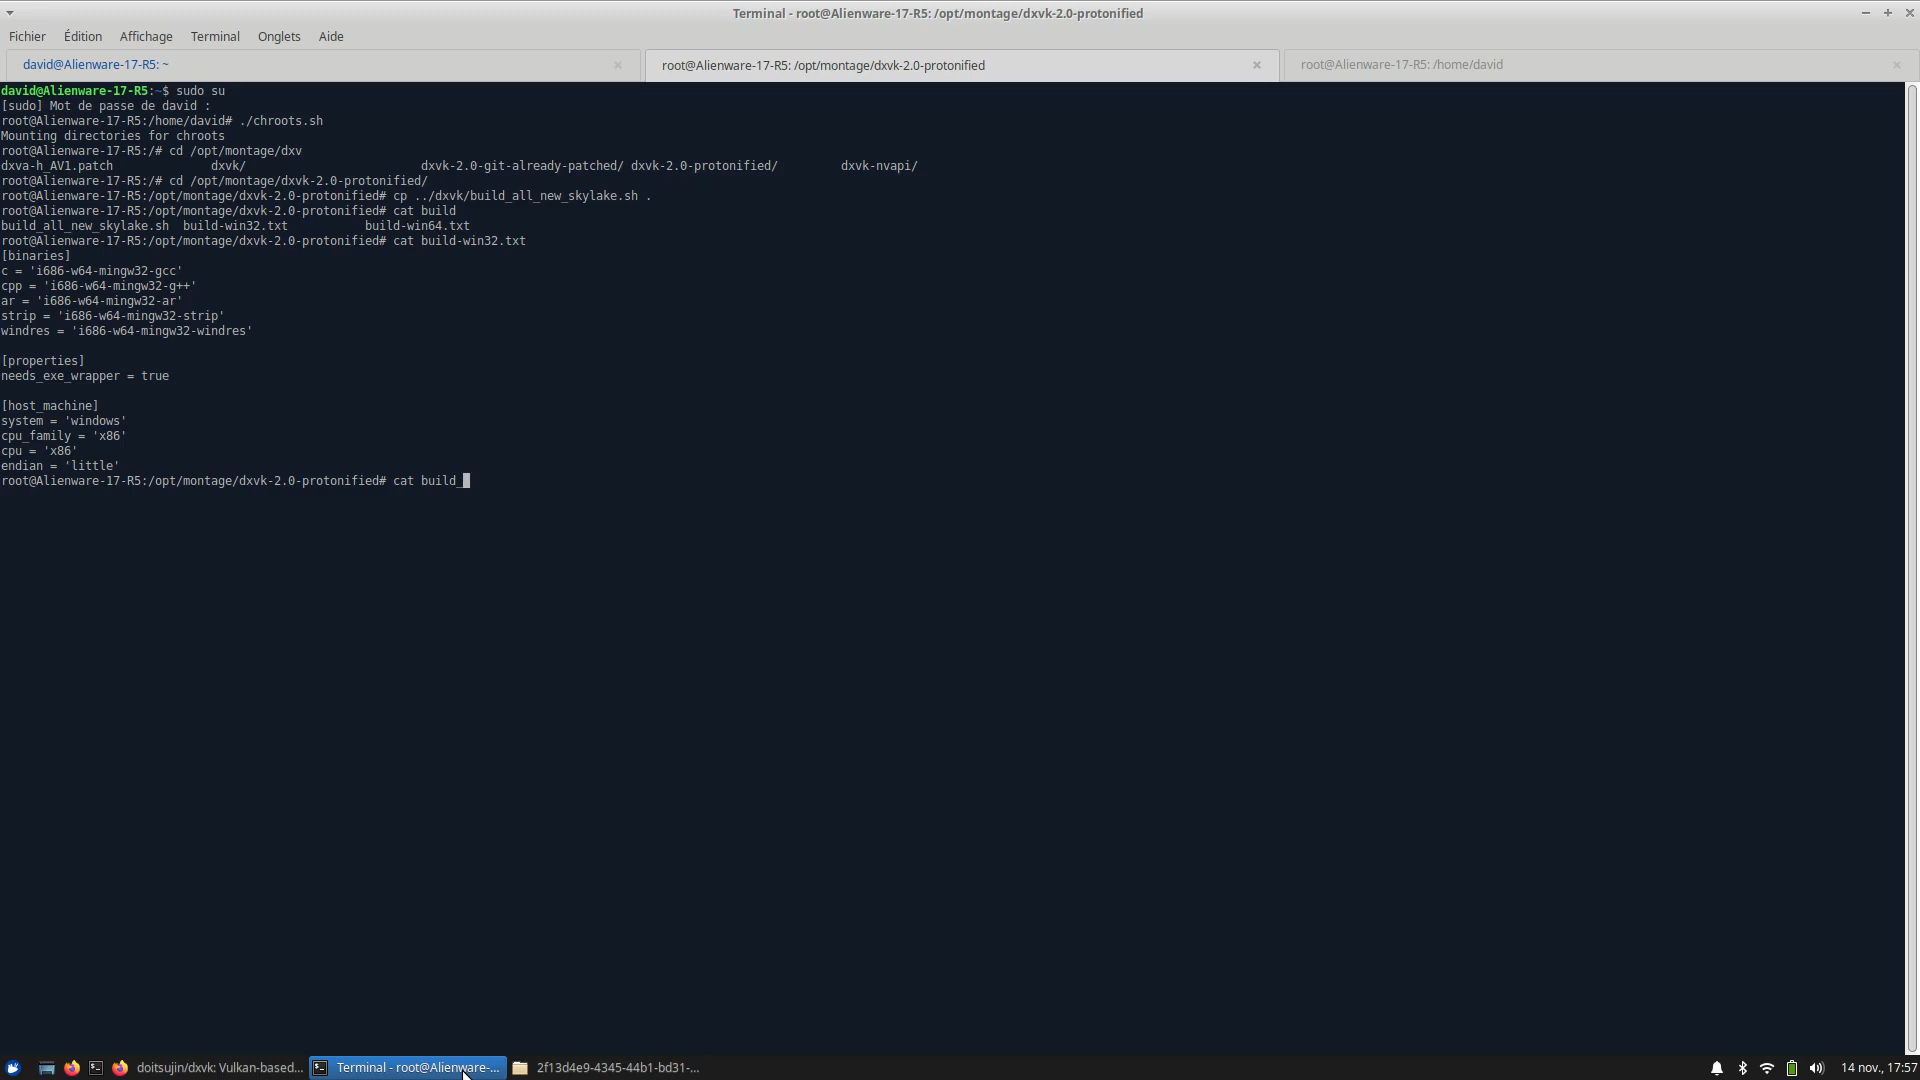 Terminal - root@Alienware-17-R5: /opt/montage/dxvk-2.0-protonified
Fichier Édition Affichage Terminal Onglets Aide
david@Alienware-17-R5: ~ root@Alienware-17-R5: /opt/montage/dxvk-2.0-protonified root@Alienware-17-R5: /home/david
david@Alienware-17-R5:~$ sudo su
[sudo] Mot de passe de david :
root@Alienware-17-R5:/home/david# ./chroots.sh
Mounting directories for chroots
root@Alienware-17-R5:/# cd /opt/montage/dxv
dxva-h_AV1.patch dxvk/ dxvk-2.0-git-already-patched/ dxvk-2.0-protonified/ dxvk-nvapi/
root@Alienware-17-R5:/# cd /opt/montage/dxvk-2.0-protonified/
root@Alienware-17-R5:/opt/montage/dxvk-2.0-protonified# cp ../dxvk/build_all_new_skylake.sh .
root@Alienware-17-R5:/opt/montage/dxvk-2.0-protonified# cat build
build_all_new_skylake.sh build-win32.txt build-win64.txt
root@Alienware-17-R5:/opt/montage/dxvk-2.0-protonified# cat build-win32.txt
[binaries]
c = 'i686-w64-mingw32-gcc'
cpp = 'i686-w64-mingw32-g++'
ar = 'i686-w64-mingw32-ar'
strip = 'i686-w64-mingw32-strip'
windres = 'i686-w64-mingw32-windres'
[properties]
needs_exe_wrapper = true
[host_machine]
system = 'windows'
cpu_family = 'x86'
cpu = 'x86'
endian = 'little'
root@Alienware-17-R5:/opt/montage/dxvk-2.0-protonified# cat build_
doitsujin/dxvk: Vulkan-based... Terminal - root@Alienware-... 2f13d4e9-4345-44b1-bd31-... 14 nov., 17:57